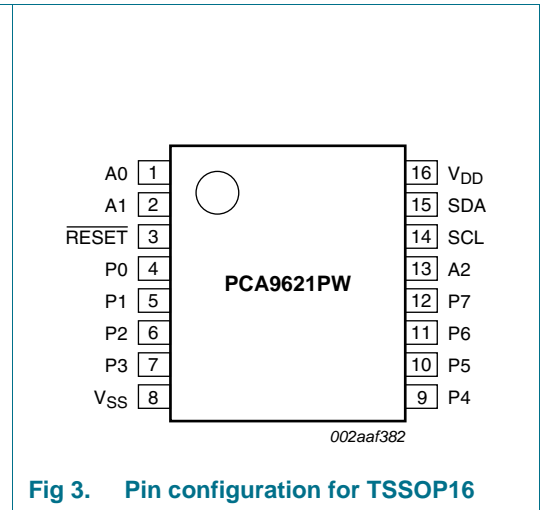 A0 1 16 VDD
A1 2 15 SDA
RESET 3 14 SCL
P0 4 13 A2
PCA9621PW
P1 5 12 P7
P2 6 11 P6
P3 7 10 P5
VSS 8 9 P4
002aaf382
Fig 3. Pin configuration for TSSOP16